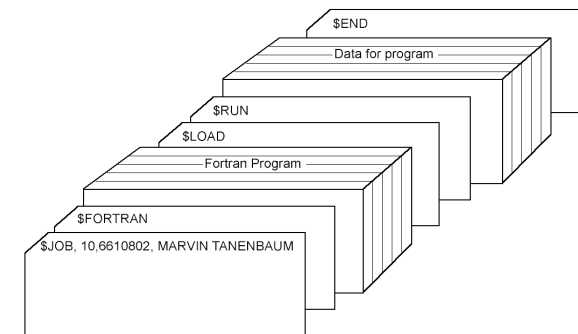 $END
Data for program
$RUN
$LOAD
Fortran Program
$FORTRAN
$JOB, 10,6610802, MARVIN TANENBAUM